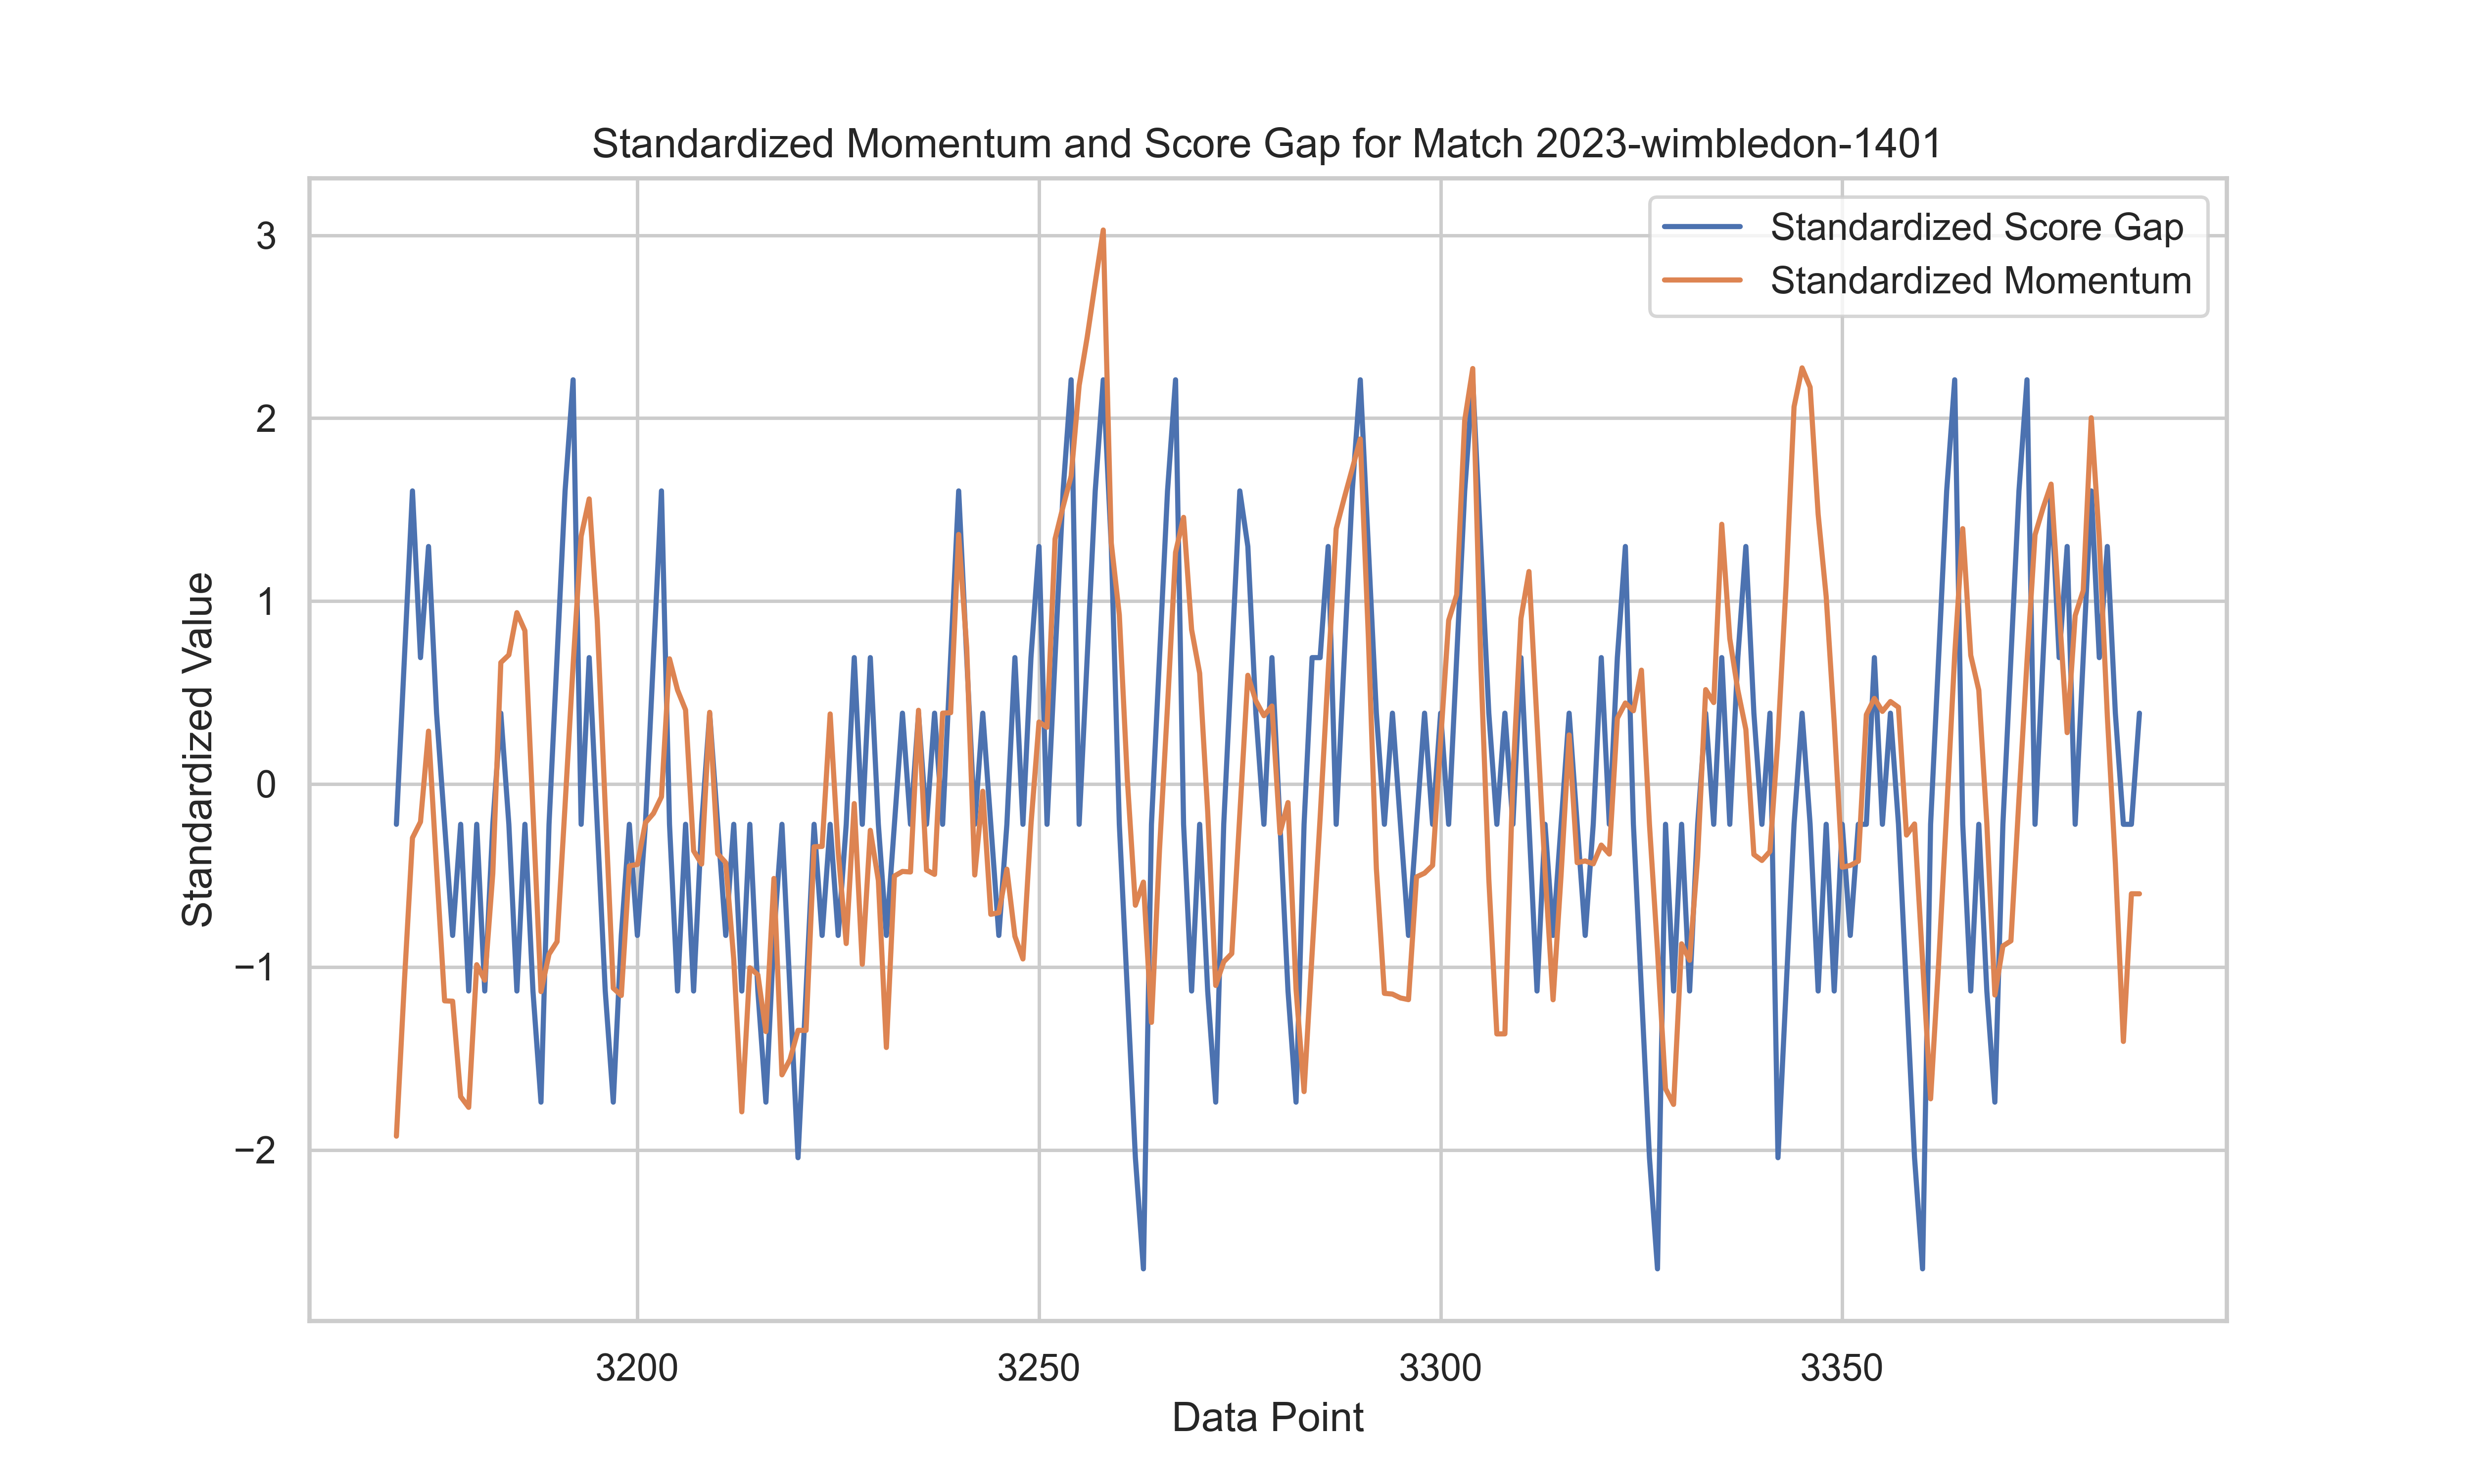 Standardized Momentum and Score Gap for Match 2023-wimbledon-1401
Standardized Score Gap
Standardized Momentum
Standardized Value
3
2
1
0
−1
−2
3200
3250
3300
3350
Data Point